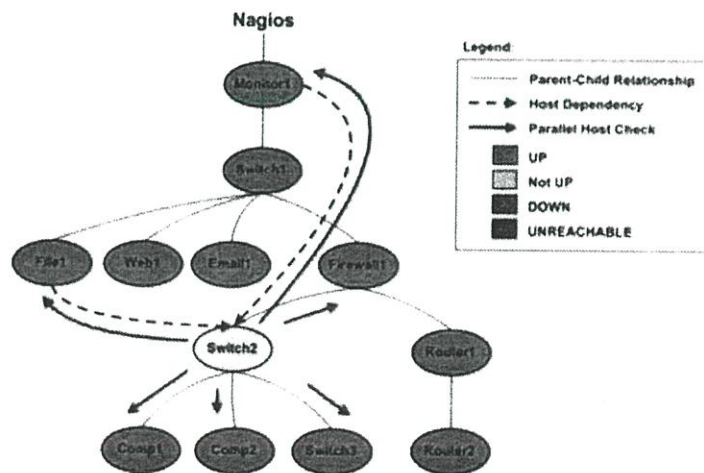 Nagios
Legend:
Parent-Child Relationship
Host Dependency
Parallel Host Check
UP
Not UP
DOWN
UNREACHABLE
Monitor1
Switch1
File1
Web1
Email1
Firewall1
Switch2
Router1
Comp1
Comp2
Switch3
Router2